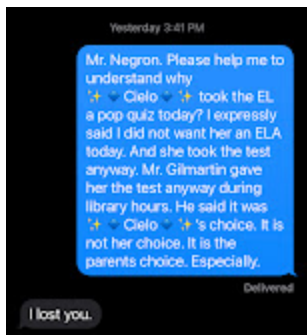 Yesterday 3:41 PM
Mr. Negron. Please help me to
understand why
✨💙Cielo💙✨ took the EL
a pop quiz today? I expressly
said I did not want her an ELA
today. And she took the test
anyway. Mr. Gilmartin gave
her the test anyway during
library hours. He said it was
✨💙Cielo💙✨'s choice. It is
not her choice. It is the
parents choice. Especially.
Delivered
I lost you.